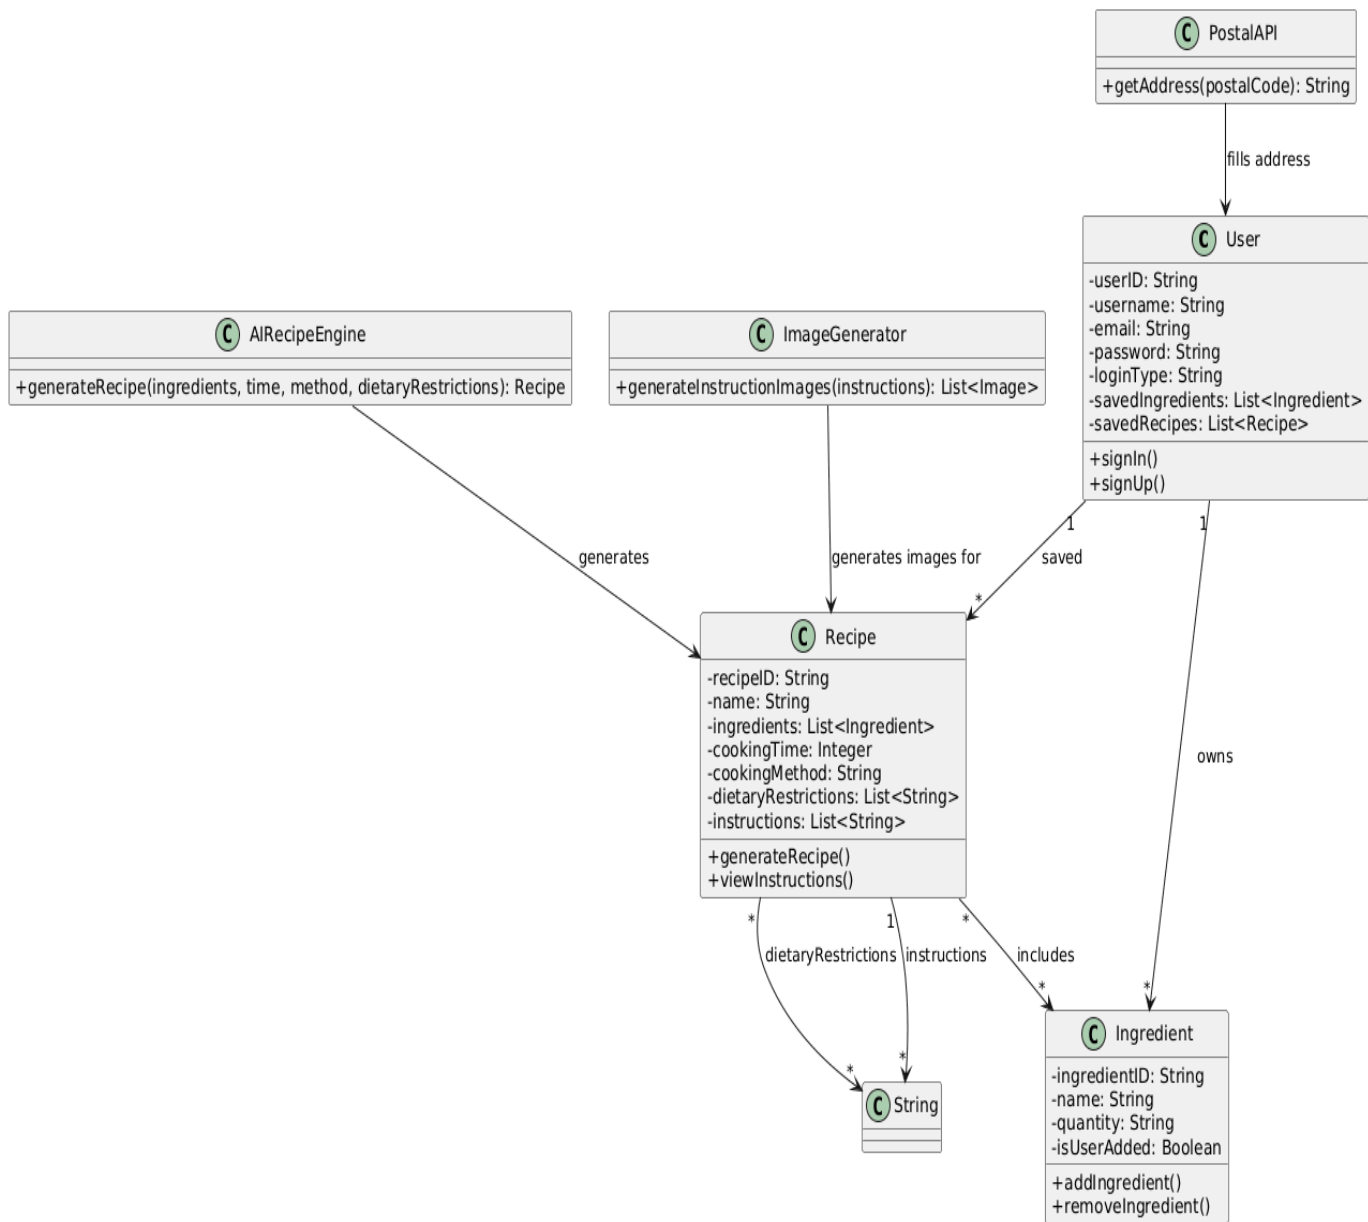 C PostalAPI
+getAddress(postalCode): String
fills address
C User
-userID: String
-username: String
-email: String
-password: String
-loginType: String
-savedIngredients: List<Ingredient>
-savedRecipes: List<Recipe>
+signIn()
+signUp()
C AIRecipeEngine
+generateRecipe(ingredients, time, method, dietaryRestrictions): Recipe
C ImageGenerator
+generateInstructionImages(instructions): List<Image>
1
1
generates
generates images for
saved
*
C Recipe
-recipeID: String
-name: String
-ingredients: List<Ingredient>
-cookingTime: Integer
-cookingMethod: String
-dietaryRestrictions: List<String>
-instructions: List<String>
+generateRecipe()
+viewInstructions()
owns
*
1
*
dietaryRestrictions
instructions
includes
*
*
*
*
C String
C Ingredient
-ingredientID: String
-name: String
-quantity: String
-isUserAdded: Boolean
+addIngredient()
+removeIngredient()